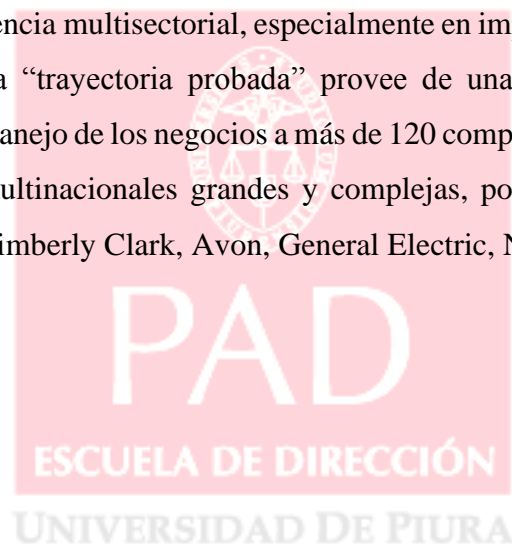 encia multisectorial, especialmente en im
a “trayectoria probada” provee de una
anejo de los negocios a más de 120 comp
ultinacionales grandes y complejas, po
imberly Clark, Avon, General Electric, N
PAD
ESCUELA DE DIRECCIÓN
UNIVERSIDAD DE PIURA